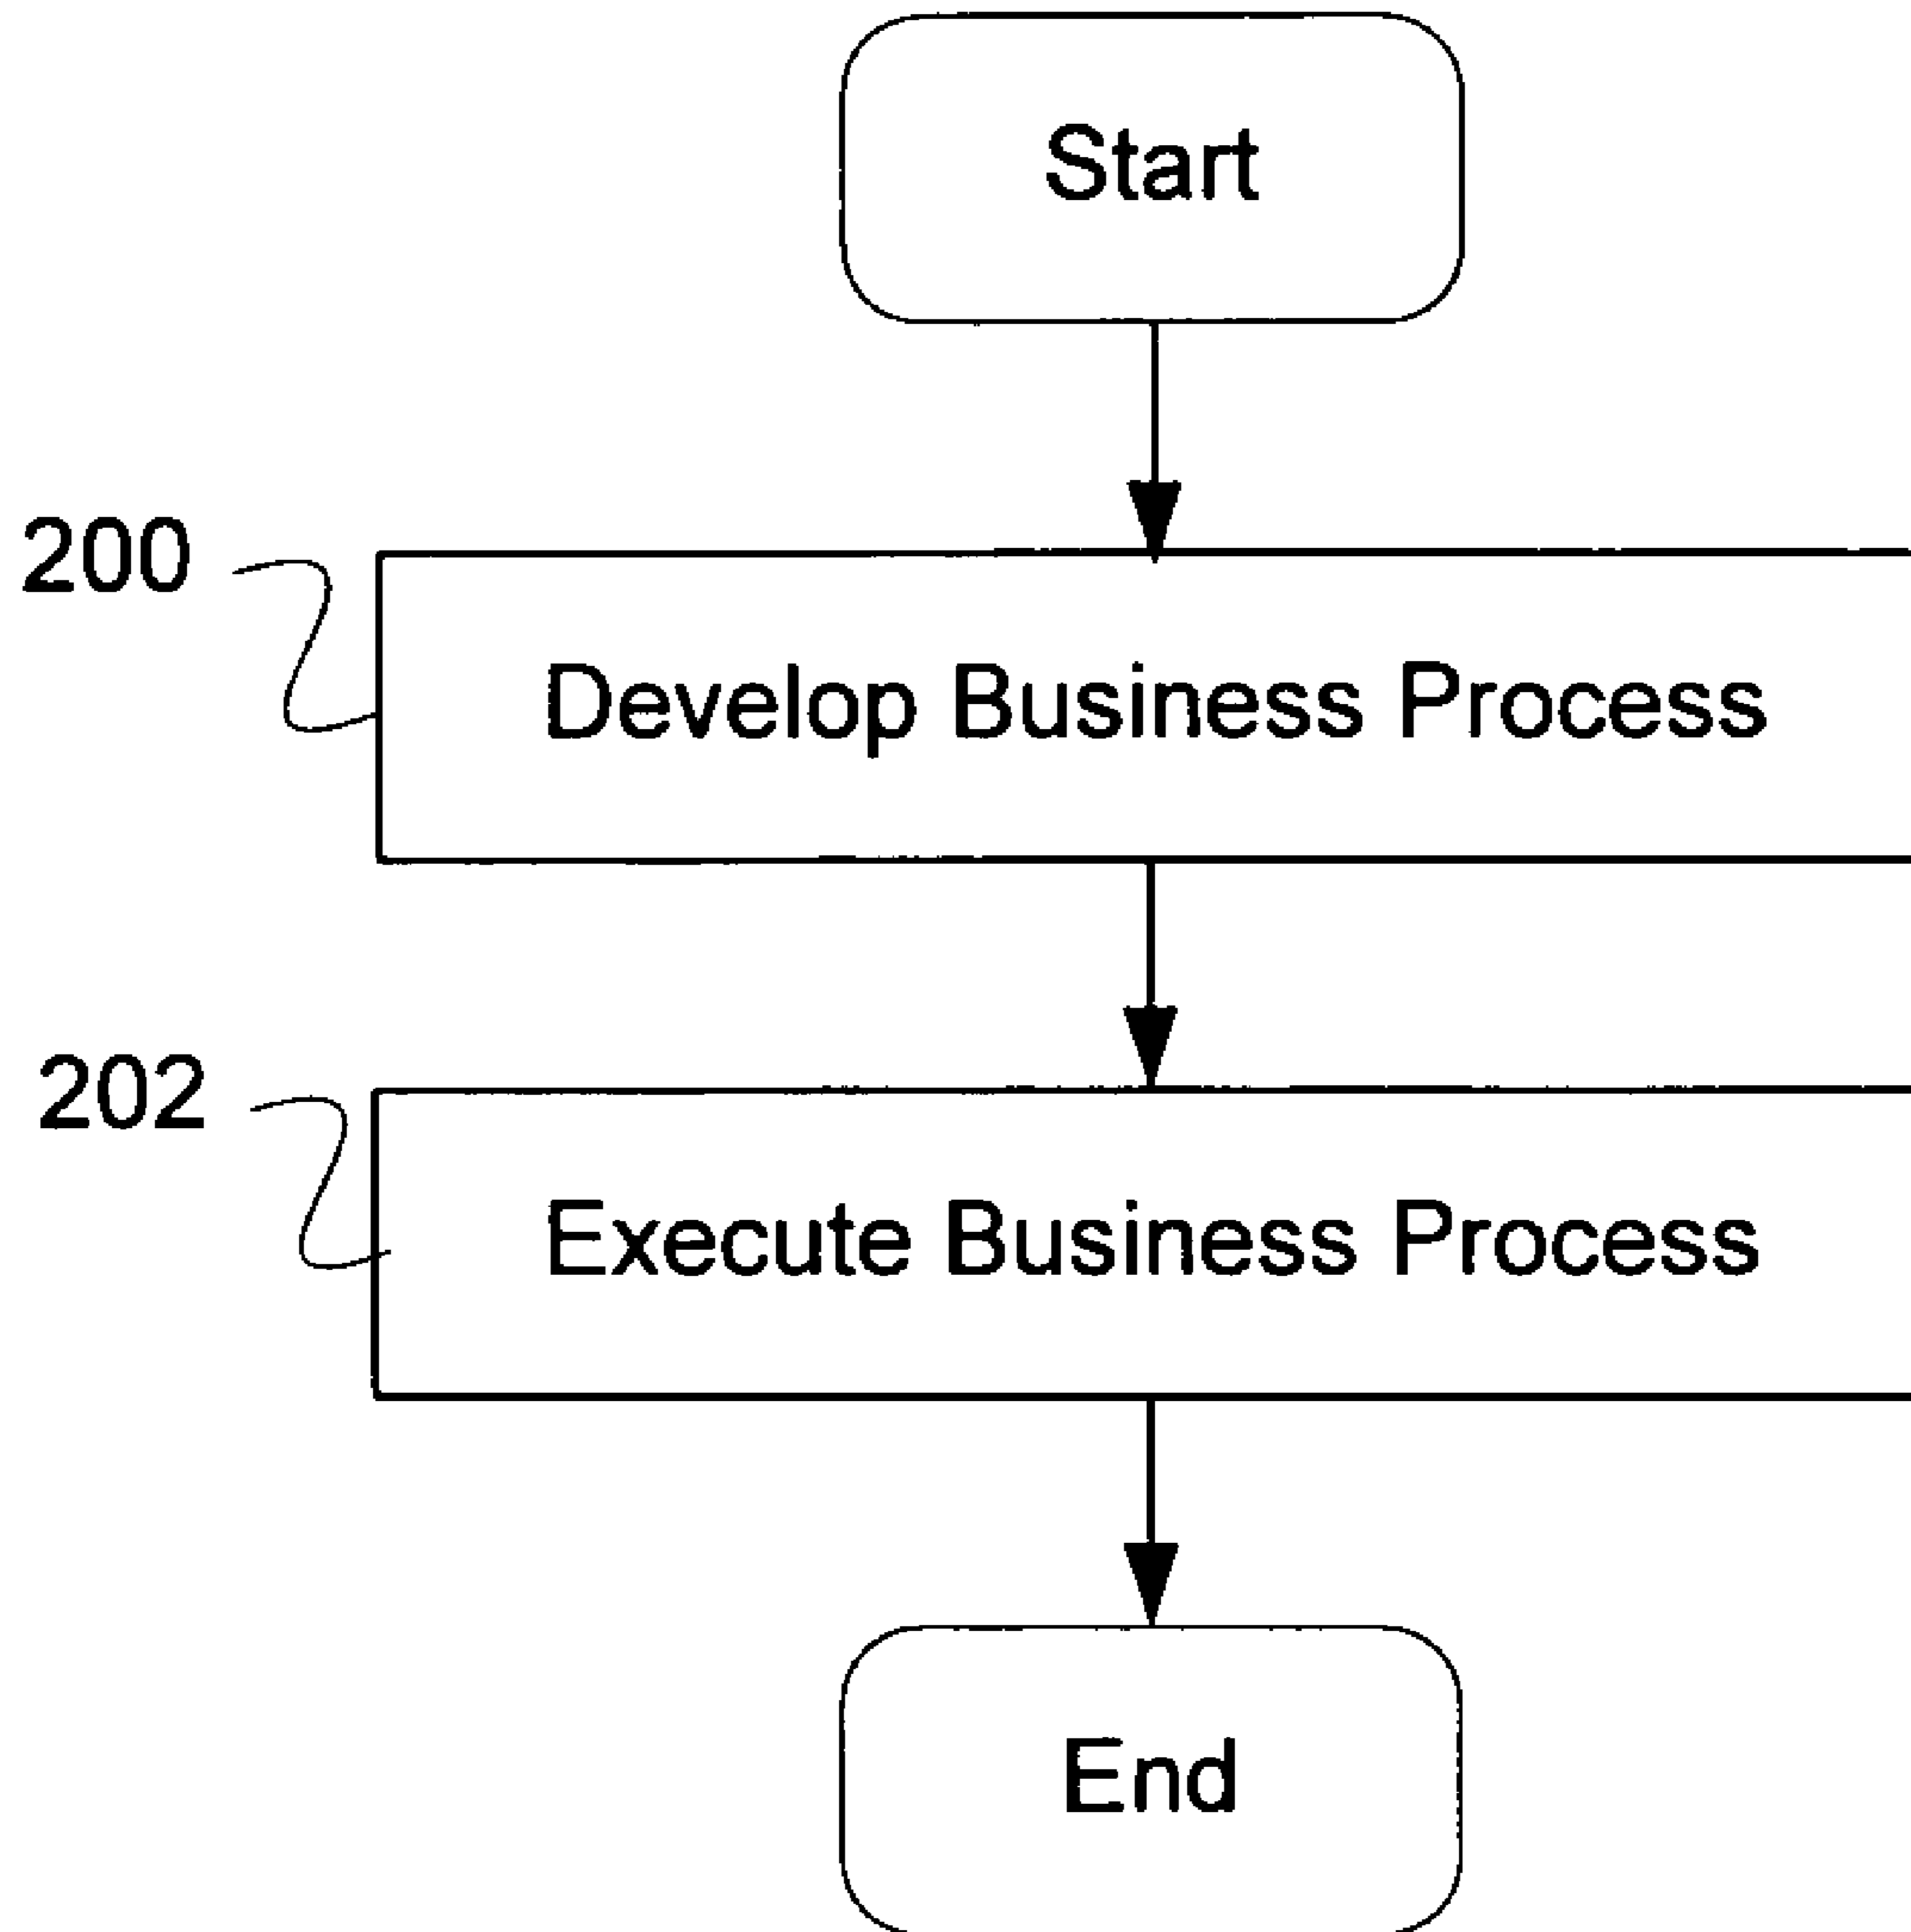 Start
200
Develop Business Process
202
Execute Business Process
End